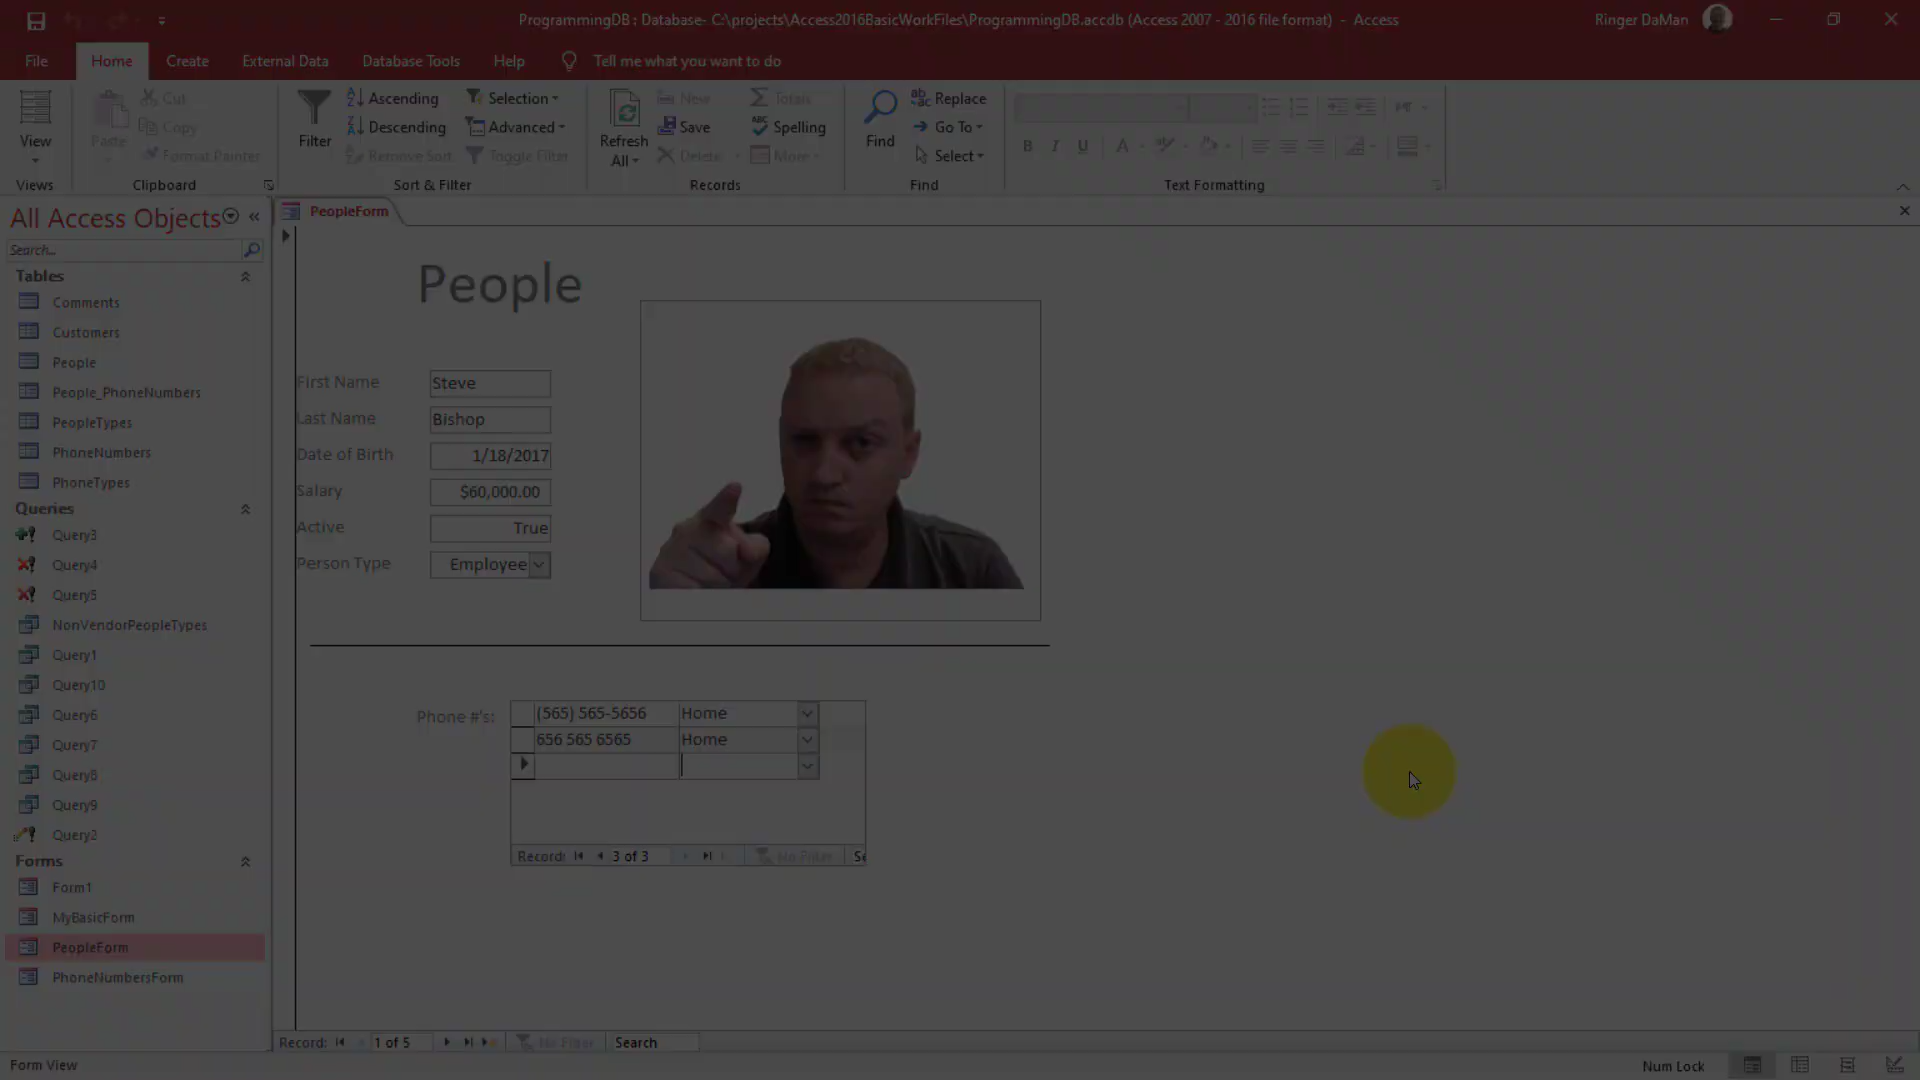 ProgrammingDB : Database- C:\projects\Access2016BasicWorkFiles\ProgrammingDB.accdb (Access 2007 - 2016 file format) - Access
Ringer DaMan
File
Home
Create
External Data
Database Tools
Help
Tell me what you want to do
View
Views
Paste
Cut
Copy
Format Painter
Clipboard
Filter
Ascending
Descending
Remove Sort
Selection
Advanced
Toggle Filter
Sort & Filter
Refresh
All
New
Save
Delete
Totals
Spelling
More
Records
Find
Replace
Go To
Select
Find
B I U A
Text Formatting
All Access Objects
Search...
Tables
Comments
Customers
People
People_PhoneNumbers
PeopleTypes
PhoneNumbers
PhoneTypes
Queries
Query3
Query4
Query5
NonVendorPeopleTypes
Query1
Query10
Query6
Query7
Query8
Query9
Query2
Forms
Form1
MyBasicForm
PeopleForm
PhoneNumbersForm
PeopleForm
People
First Name Steve
Last Name Bishop
Date of Birth 1/18/2017
Salary $60,000.00
Active True
Person Type Employee
Phone #'s:
(565) 565-5656 Home
656 565 6565 Home
Record: 3 of 3 No Filter Se
Record: 1 of 5 No Filter Search
Form View
Num Lock